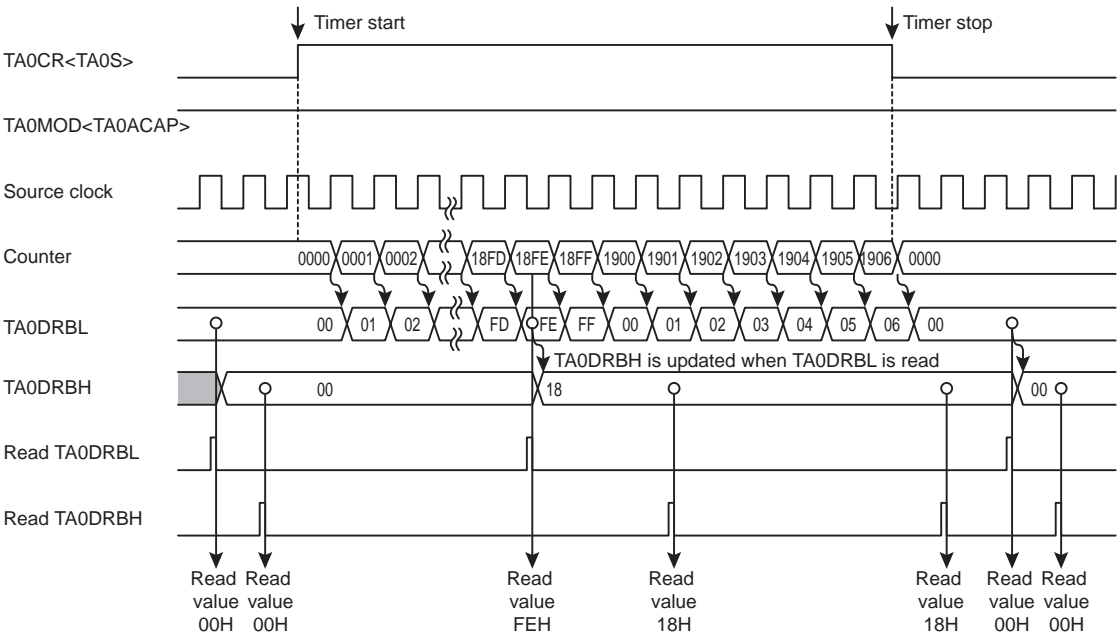 Timer start
Timer stop
TA0CR<TA0S>
TA0MOD<TA0ACAP>
Source clock
Counter
0000 0001 0002 18FD 18FE 18FF 1900 1901 1902 1903 1904 1905 1906 0000
TA0DRBL
00 01 02 FD FE FF 00 01 02 03 04 05 06 00
TA0DRBH is updated when TA0DRBL is read
TA0DRBH
00 18 00
Read TA0DRBL
Read TA0DRBH
Read value 00H
Read value 00H
Read value FEH
Read value 18H
Read value 18H
Read value 00H
Read value 00H